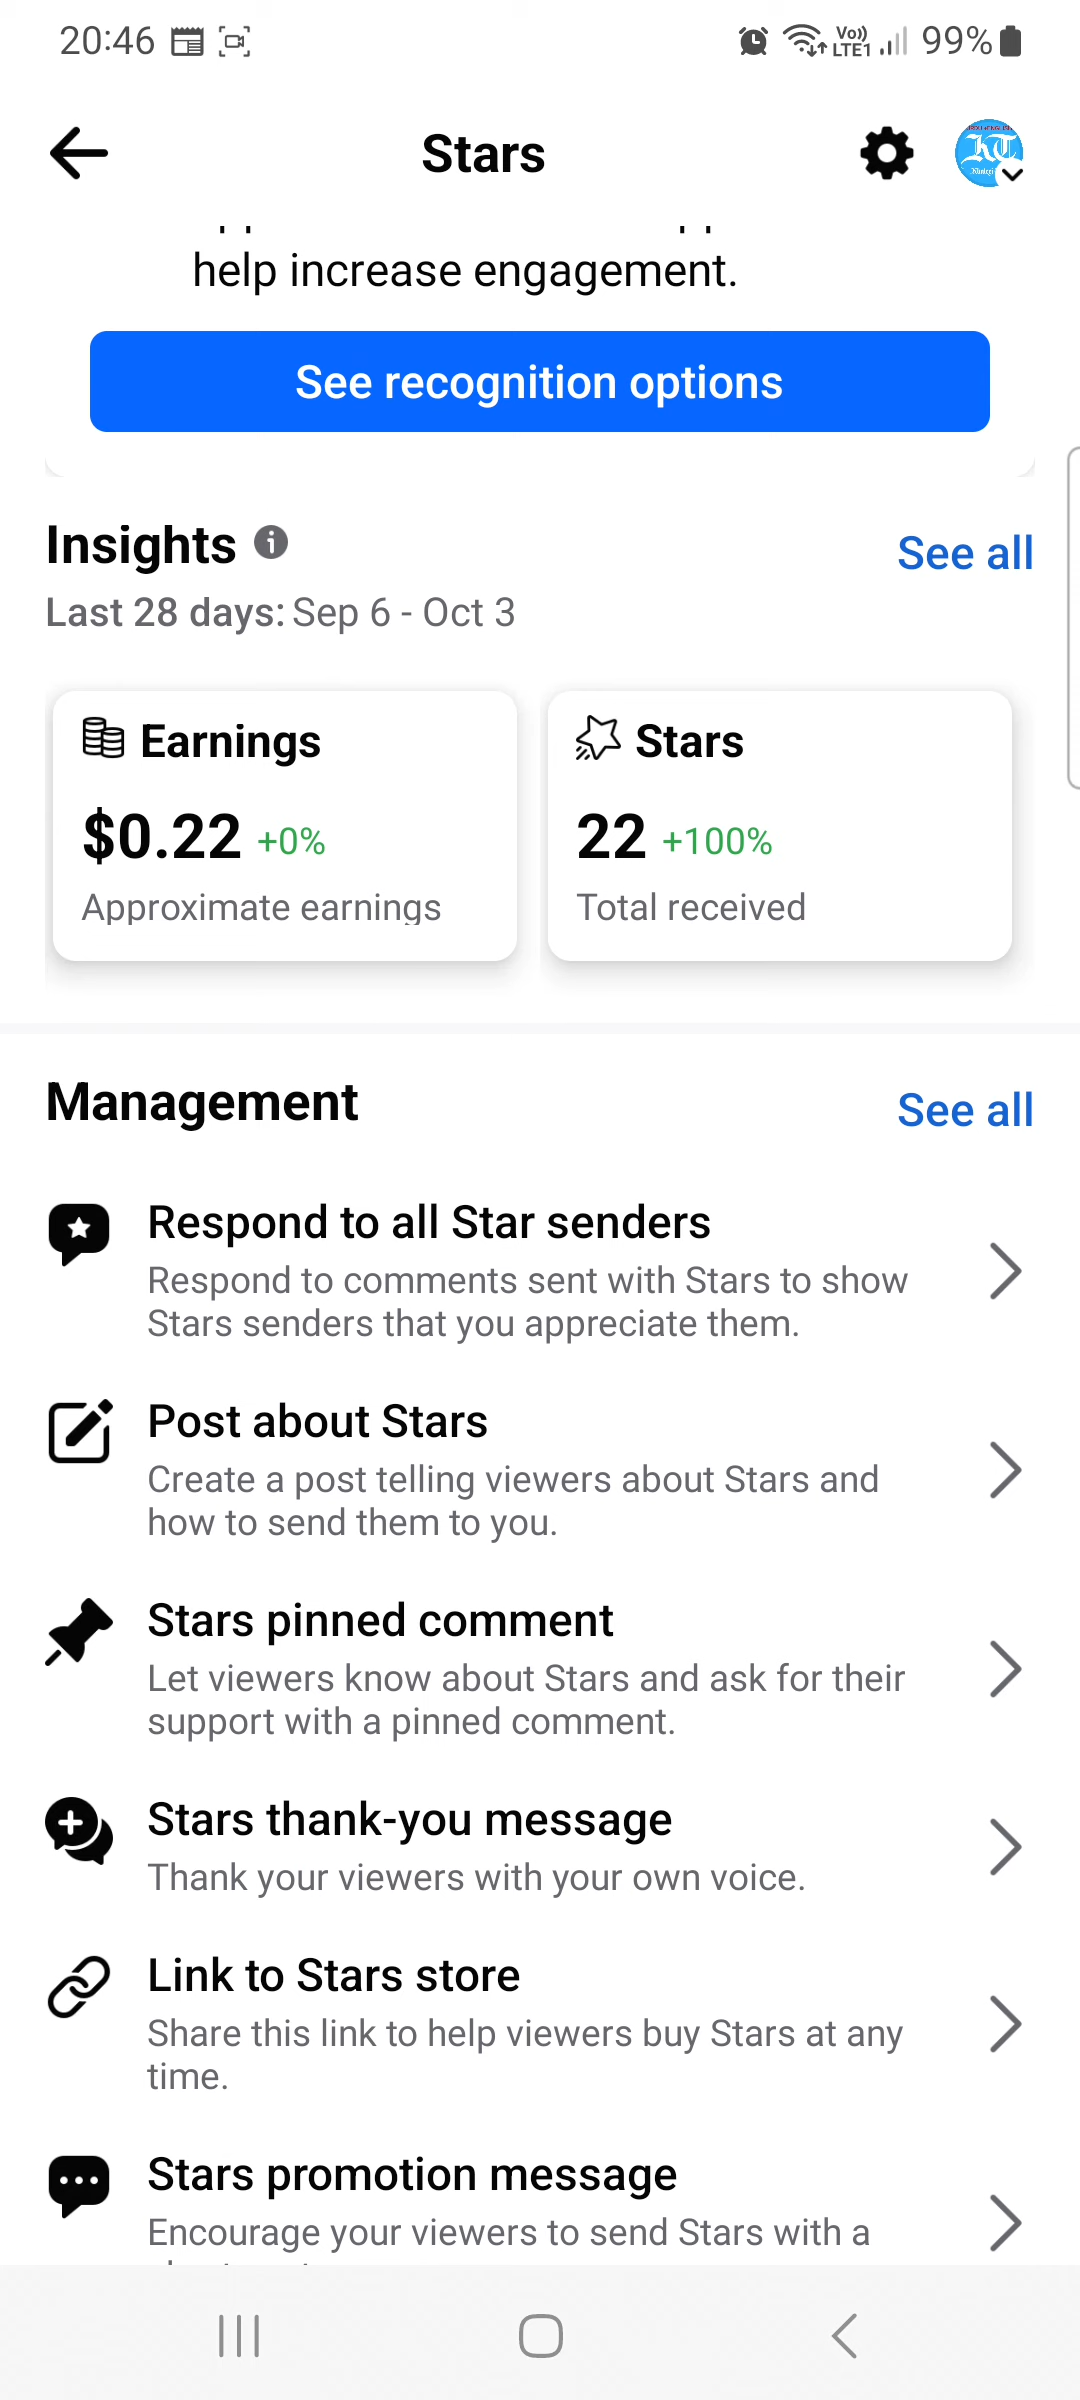 20:46
Vo))
LTE1
99%
Stars
help increase engagement.
See recognition options
Insights
See all
Last 28 days: Sep 6 - Oct 3
Earnings
$0.22 +0%
Approximate earnings
Stars
22 +100%
Total received
Management
See all
Respond to all Star senders
Respond to comments sent with Stars to show
Stars senders that you appreciate them.
Post about Stars
Create a post telling viewers about Stars and
how to send them to you.
Stars pinned comment
Let viewers know about Stars and ask for their
support with a pinned comment.
Stars thank-you message
Thank your viewers with your own voice.
Link to Stars store
Share this link to help viewers buy Stars at any
time.
Stars promotion message
Encourage your viewers to send Stars with a